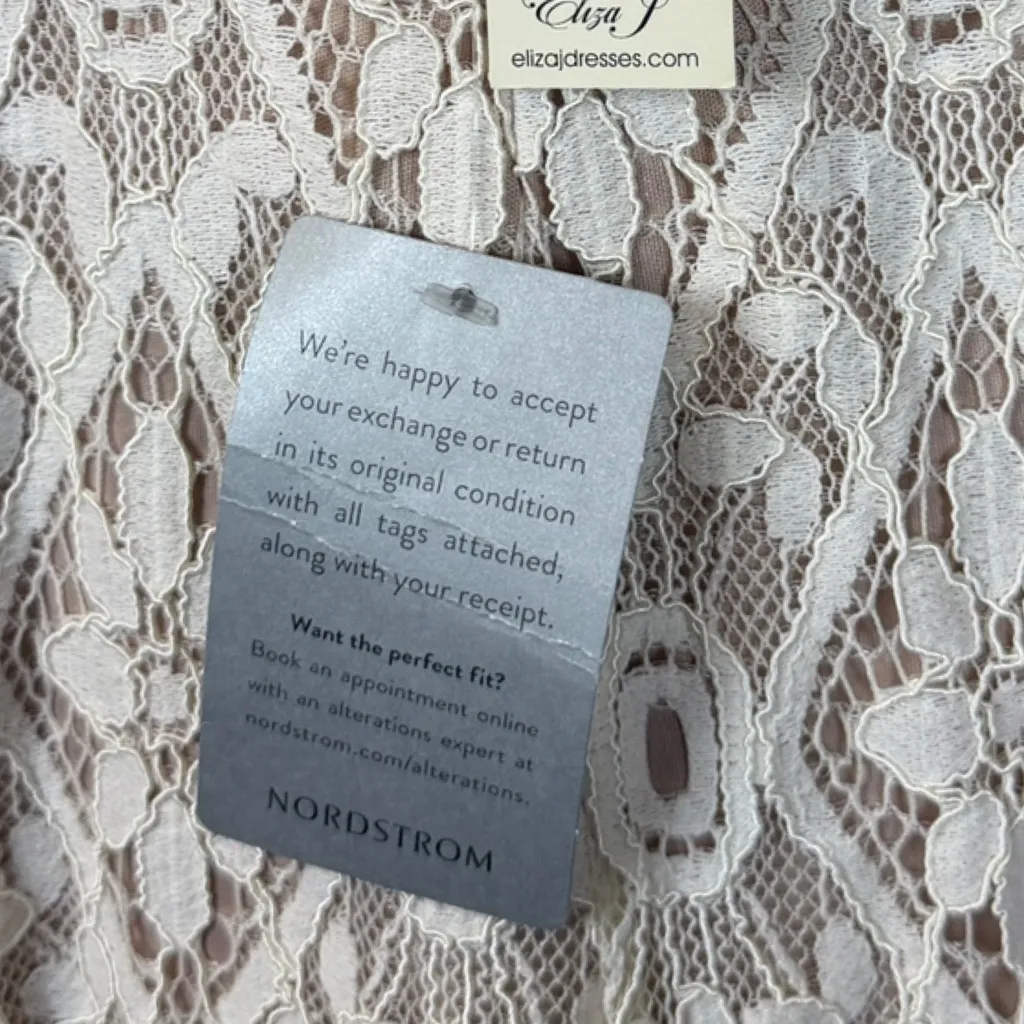 Eliza J
elizajdresses.com
We're happy to accept
your exchange or return
in its original condition
with all tags attached,
along with your receipt.
Want the perfect fit?
Book an appointment online
with an alterations expert at
nordstrom.com/alterations.
NORDSTROM